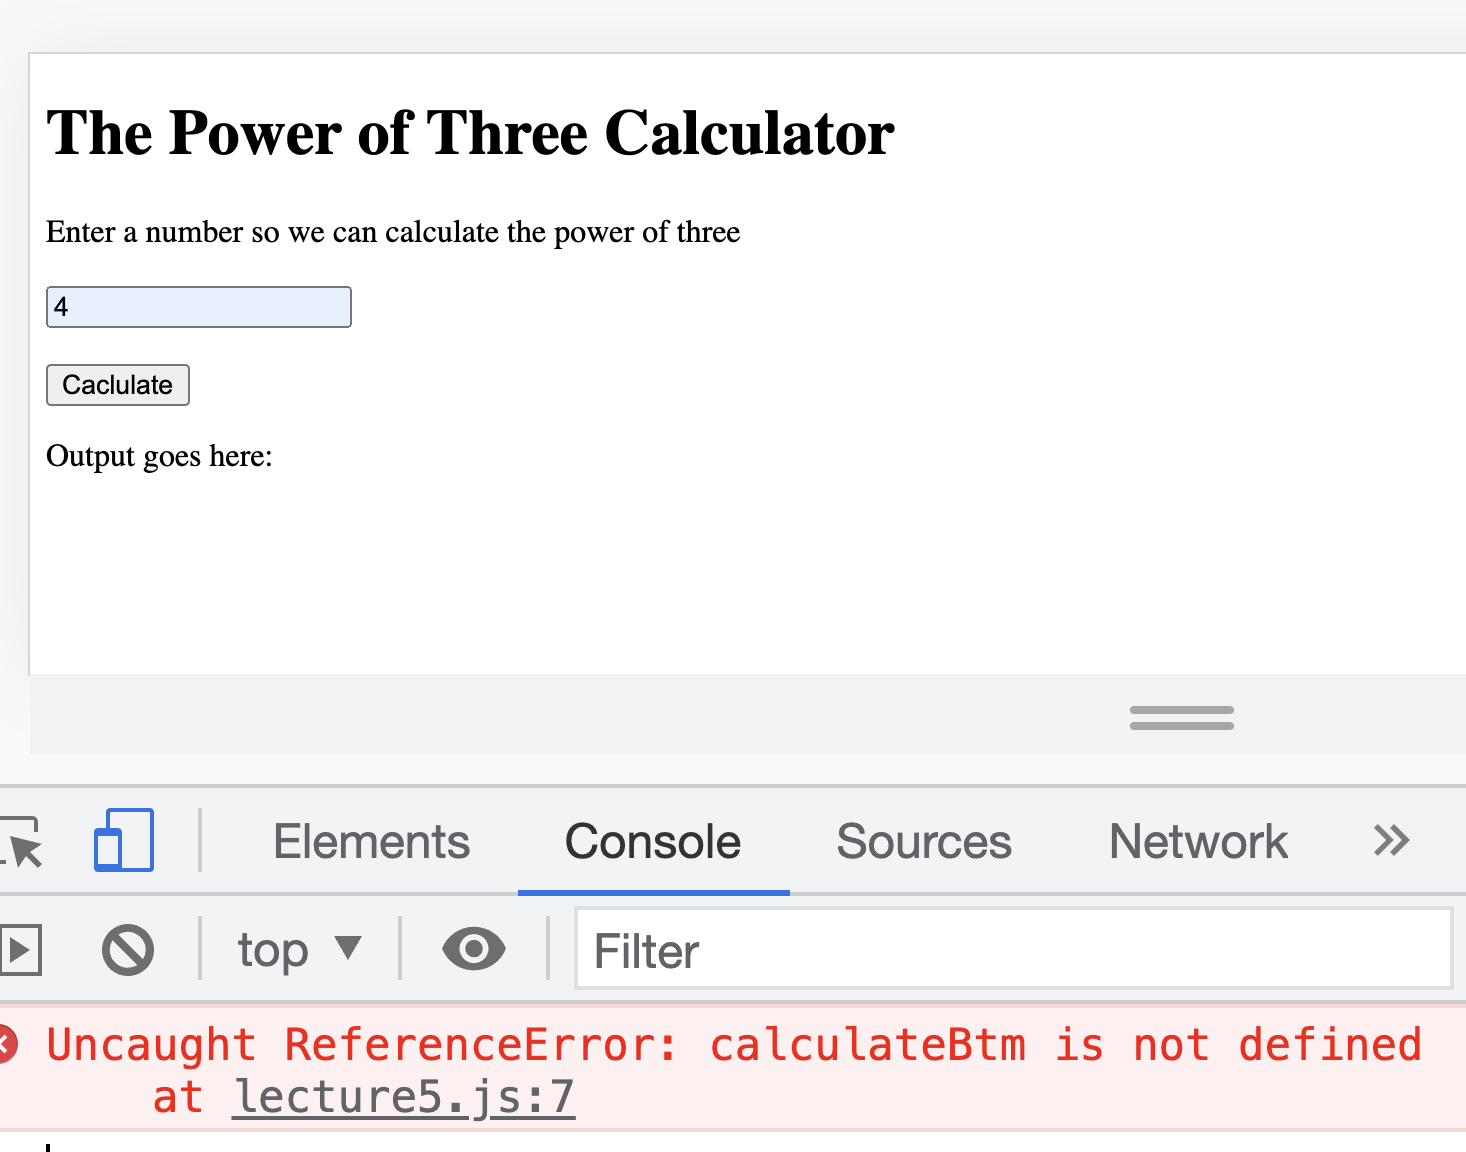 The Power of Three Calculator
Enter a number so we can calculate the power of three
4
Caclulate
Output goes here:
Elements Console Sources Network
top Filter
Uncaught ReferenceError: calculateBtm is not defined
at lecture5.js:7